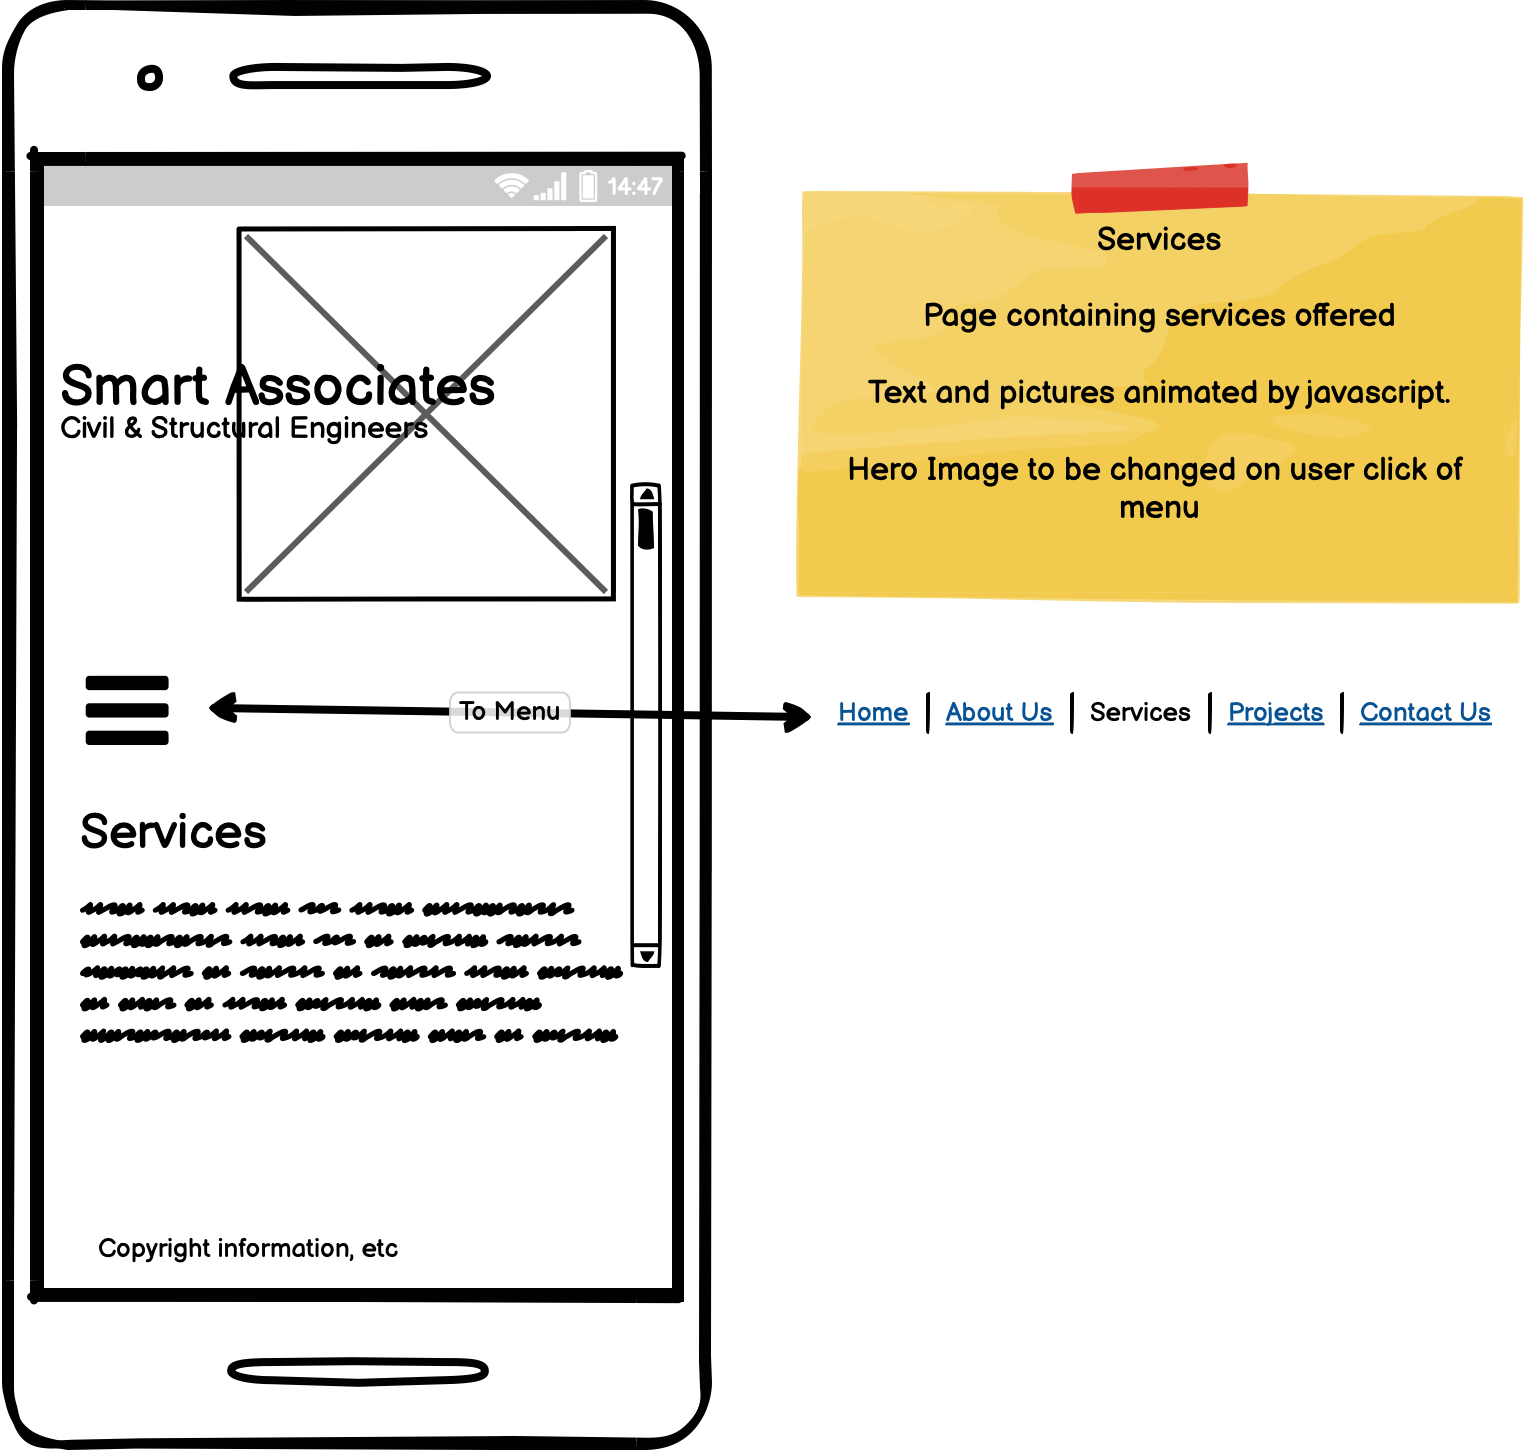 14:47
Smart Associates
Civil & Structural Engineers
To Menu
Services
Copyright information, etc
Services
Page containing services offered
Text and pictures animated by javascript.
Hero Image to be changed on user click of
menu
Home | About Us | Services | Projects | Contact Us